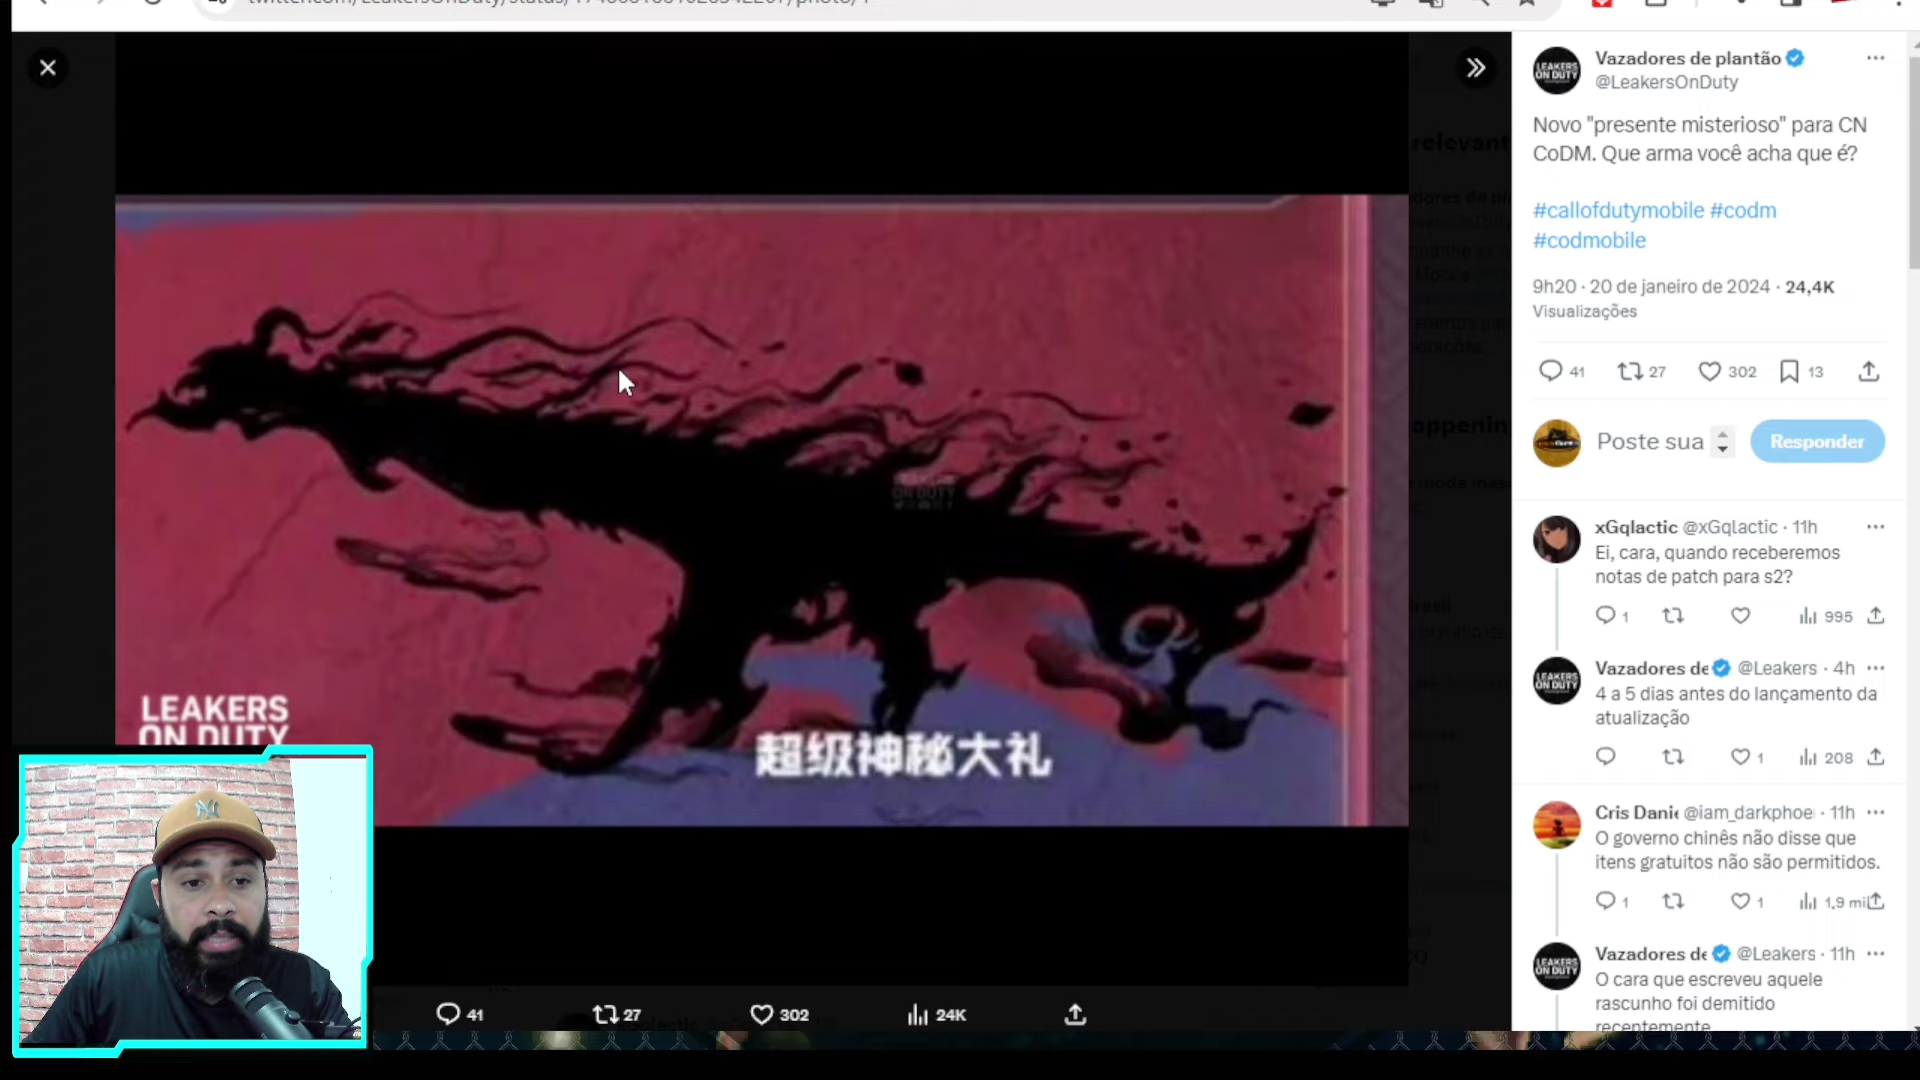 Vazadores de plantão
@LeakersOnDuty
Novo "presente misterioso" para CN
CoDM. Que arma você acha que é?
#callofdutymobile #codm
#codmobile
9h20 · 20 de janeiro de 2024 · 24,4K
Visualizações
41 27 302 13
Poste sua
Responder
xGqlactic @xGqlactic · 11h
Ei, cara, quando receberemos
notas de patch para s2?
1 995
Vazadores de @Leakers · 4h
4 a 5 dias antes do lançamento da
atualização
1 208
Cris Danie @iam_darkphoe · 11h
O governo chinês não disse que
itens gratuitos não são permitidos.
1 1 1,9 mil
Vazadores de @Leakers · 11h
O cara que escreveu aquele
rascunho foi demitido
recentemente
LEAKERS
ON DUTY
超级神秘大礼
41 27 302 24K